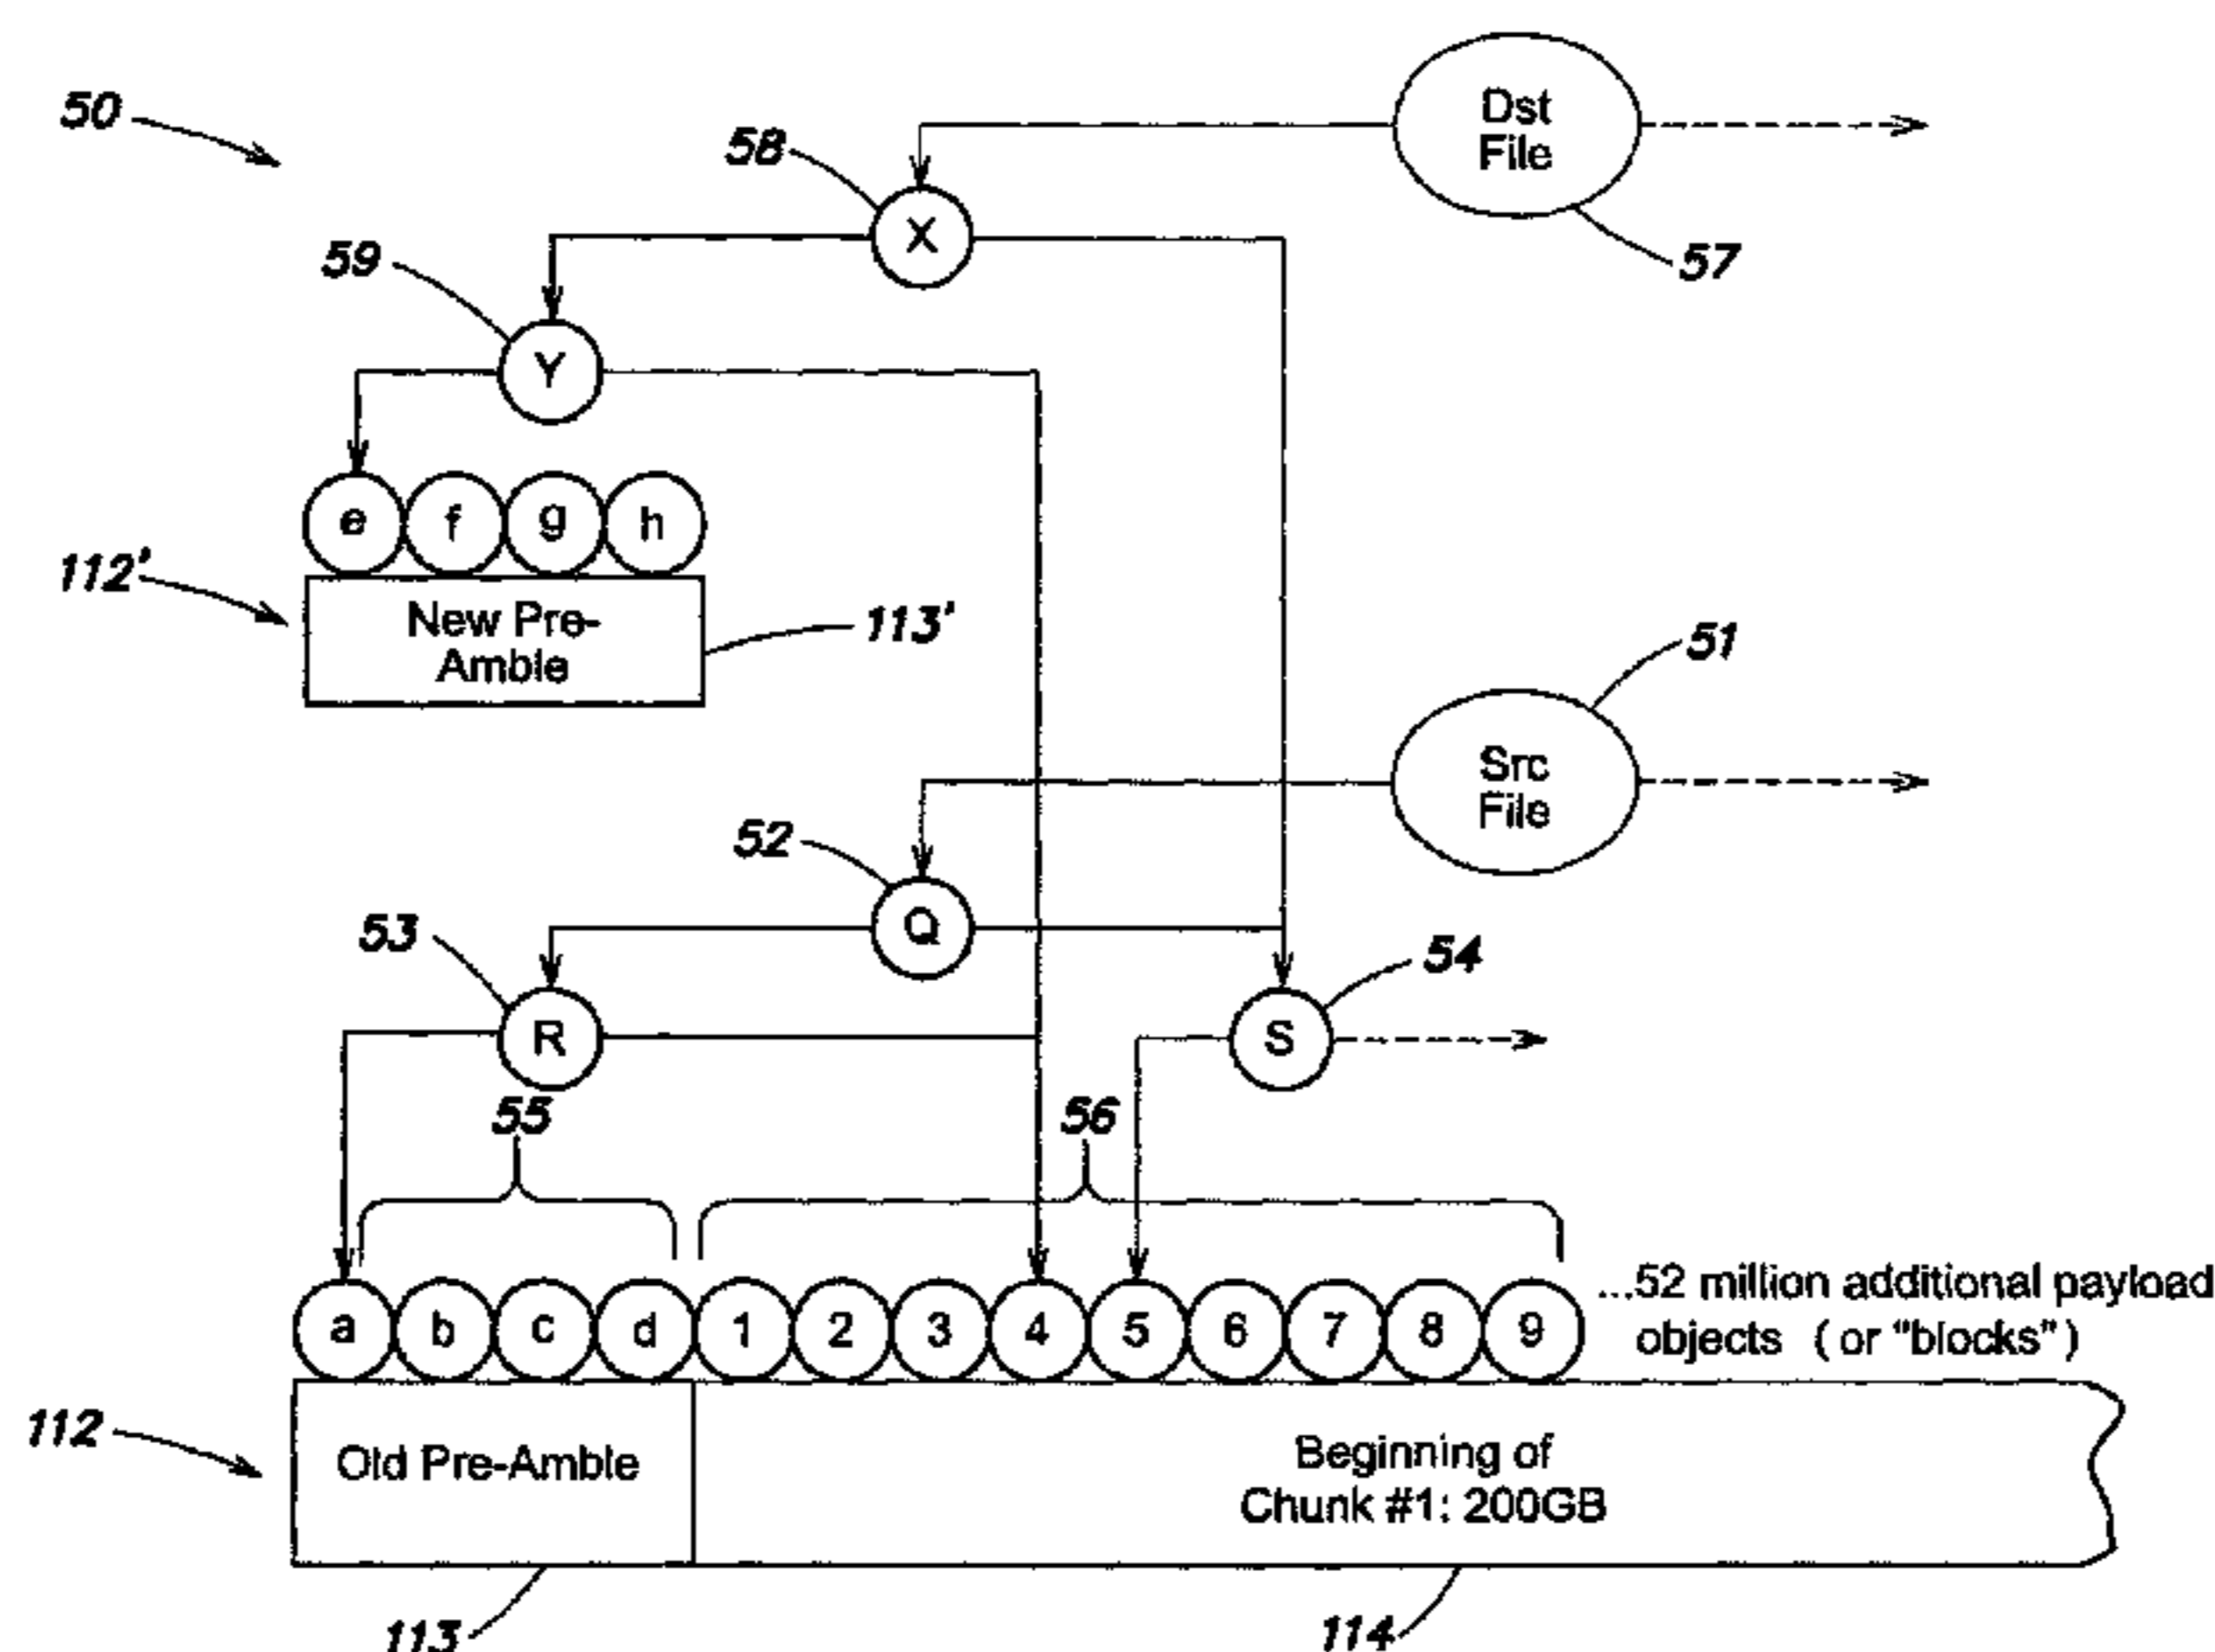 50
58
Dst
File
X
57
59
Y
e f g h
112'
New Pre-
Amble
113'
51
Src
File
52
Q
53
54
R
S
55
56
a b c d 1 2 3 4 5 6 7 8 9
...52 million additional payload
objects ( or "blocks")
112
Old Pre-Amble
Beginning of
Chunk #1: 200GB
113
114